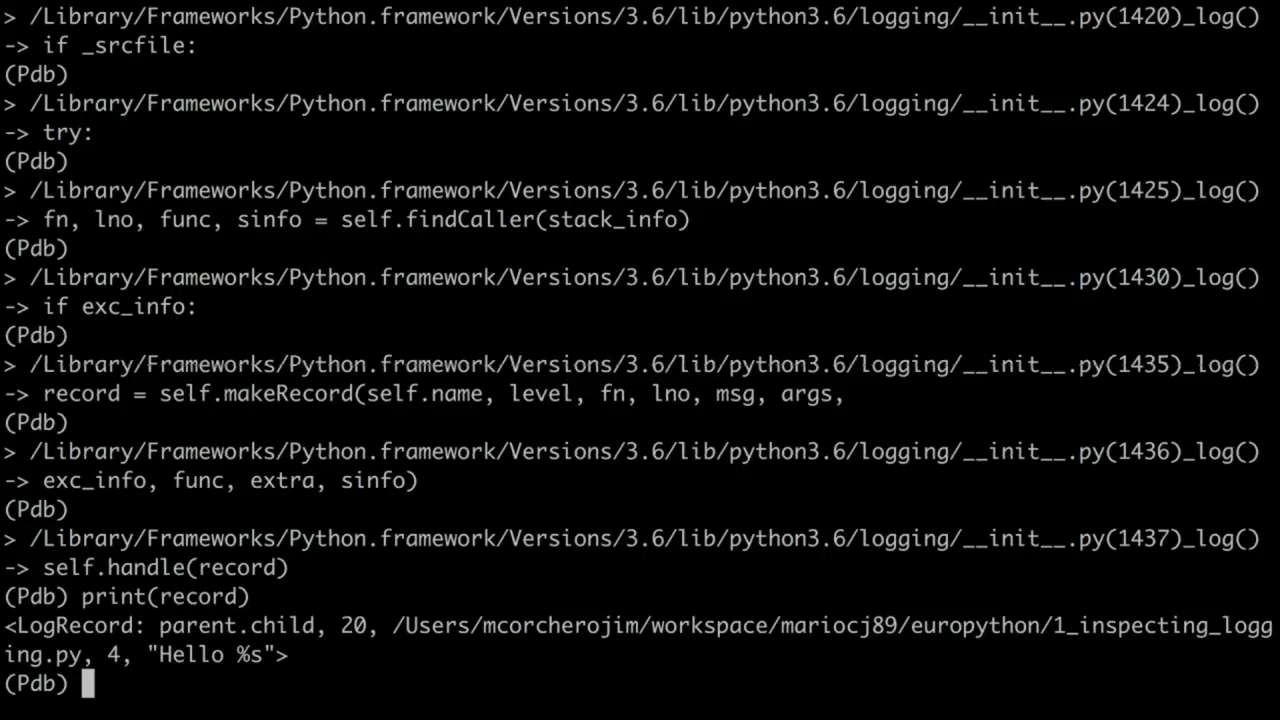 > /Library/Frameworks/Python.framework/Versions/3.6/lib/python3.6/logging/__init__.py(1420)_log()
-> if _srcfile:
(Pdb)
> /Library/Frameworks/Python.framework/Versions/3.6/lib/python3.6/logging/__init__.py(1424)_log()
-> try:
(Pdb)
> /Library/Frameworks/Python.framework/Versions/3.6/lib/python3.6/logging/__init__.py(1425)_log()
-> fn, lno, func, sinfo = self.findCaller(stack_info)
(Pdb)
> /Library/Frameworks/Python.framework/Versions/3.6/lib/python3.6/logging/__init__.py(1430)_log()
-> if exc_info:
(Pdb)
> /Library/Frameworks/Python.framework/Versions/3.6/lib/python3.6/logging/__init__.py(1435)_log()
-> record = self.makeRecord(self.name, level, fn, lno, msg, args,
(Pdb)
> /Library/Frameworks/Python.framework/Versions/3.6/lib/python3.6/logging/__init__.py(1436)_log()
-> exc_info, func, extra, sinfo)
(Pdb)
> /Library/Frameworks/Python.framework/Versions/3.6/lib/python3.6/logging/__init__.py(1437)_log()
-> self.handle(record)
(Pdb) print(record)
<LogRecord: parent.child, 20, /Users/mcorcherojim/workspace/mariocj89/europython/1_inspecting_logg
ing.py, 4, "Hello %s">
(Pdb)